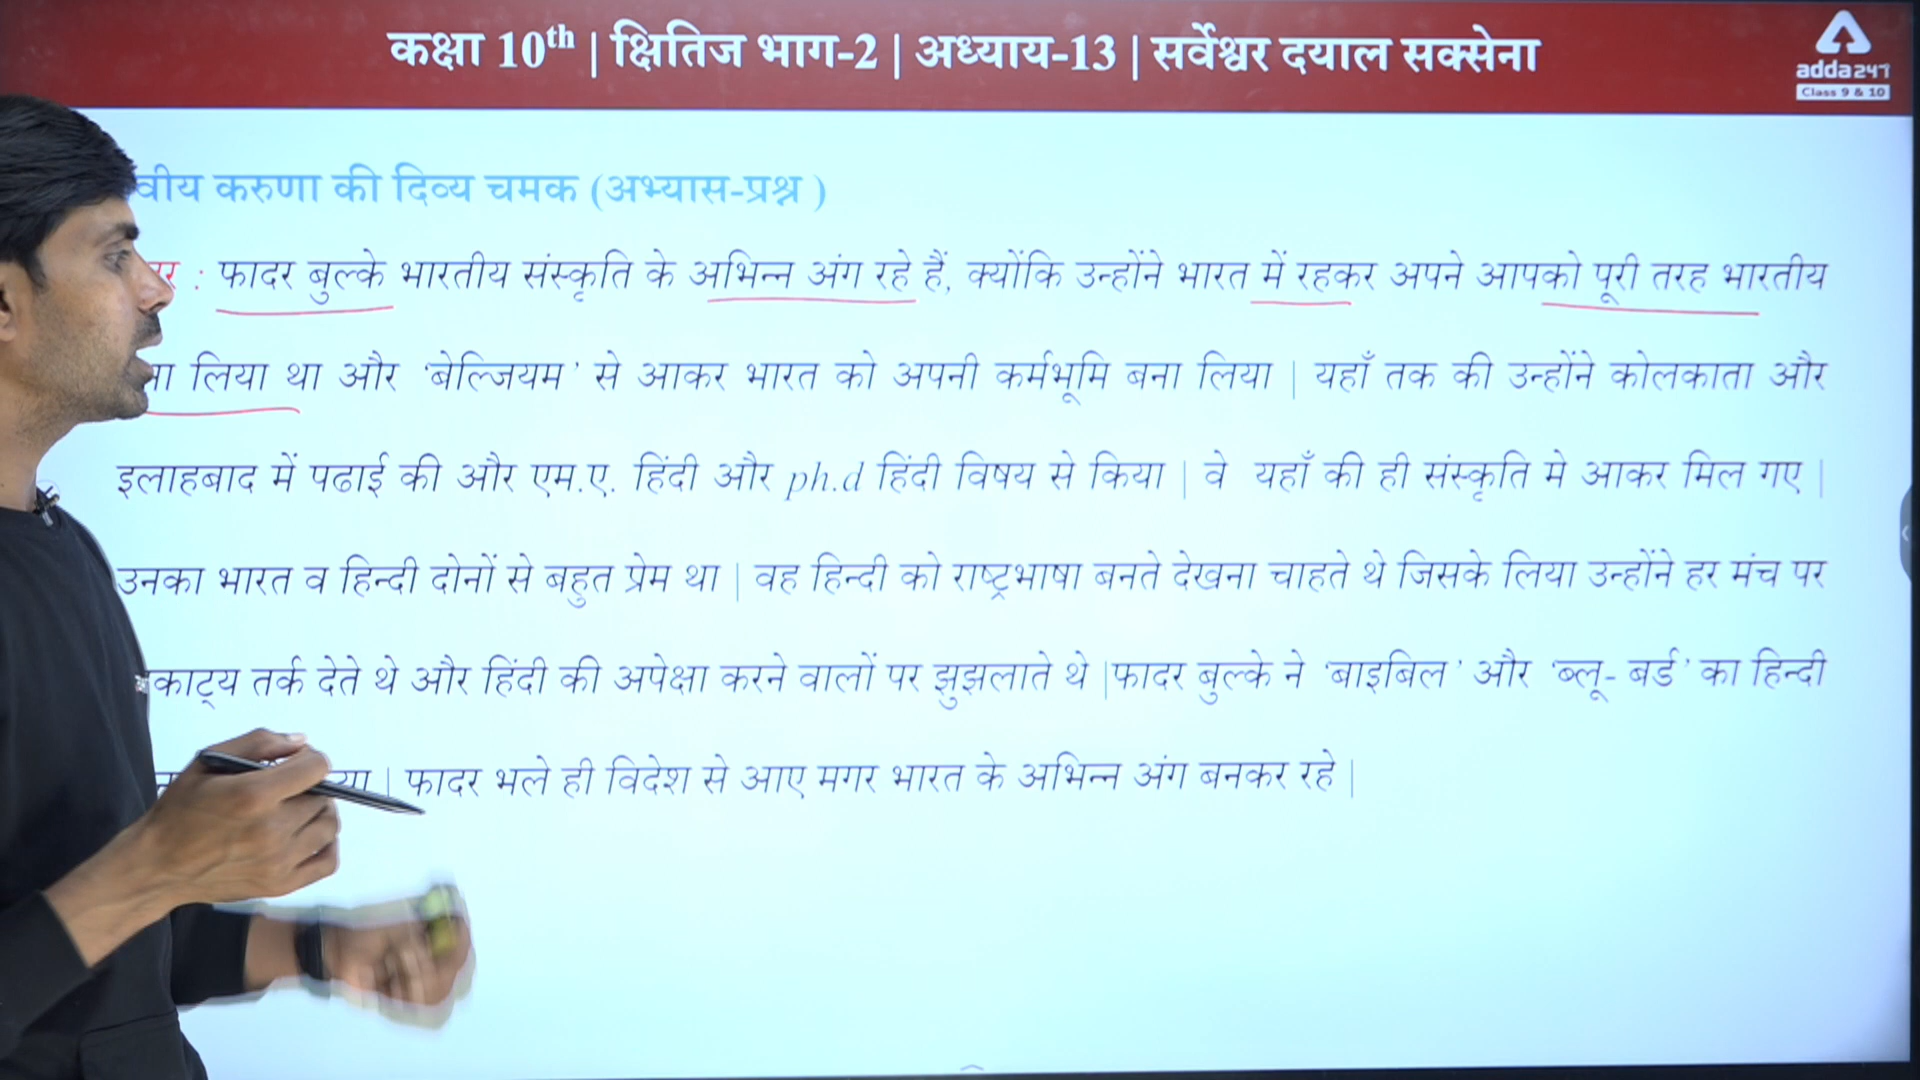 कक्षा 10th | क्षितिज भाग-2 | अध्याय-13 | सर्वेश्वर दयाल सक्सेना
adda247
Class 9 & 10
वीय करुणा की दिव्य चमक (अभ्यास-प्रश्न )
: फादर बुल्के भारतीय संस्कृति के अभिन्न अंग रहे हैं, क्योंकि उन्होंने भारत में रहकर अपने आपको पूरी तरह भारतीय
लिया था और ‘बेल्जियम’ से आकर भारत को अपनी कर्मभूमि बना लिया | यहाँ तक की उन्होंने कोलकाता और
इलाहबाद में पढाई की और एम.ए. हिंदी और ph.d हिंदी विषय से किया | वे यहाँ की ही संस्कृति मे आकर मिल गए |
उनका भारत व हिन्दी दोनों से बहुत प्रेम था | वह हिन्दी को राष्ट्रभाषा बनते देखना चाहते थे जिसके लिया उन्होंने हर मंच पर
काट्य तर्क देते थे और हिंदी की अपेक्षा करने वालों पर झुझलाते थे |फादर बुल्के ने ‘बाइबिल’ और ‘ब्लू- बर्ड’ का हिन्दी
| फादर भले ही विदेश से आए मगर भारत के अभिन्न अंग बनकर रहे |